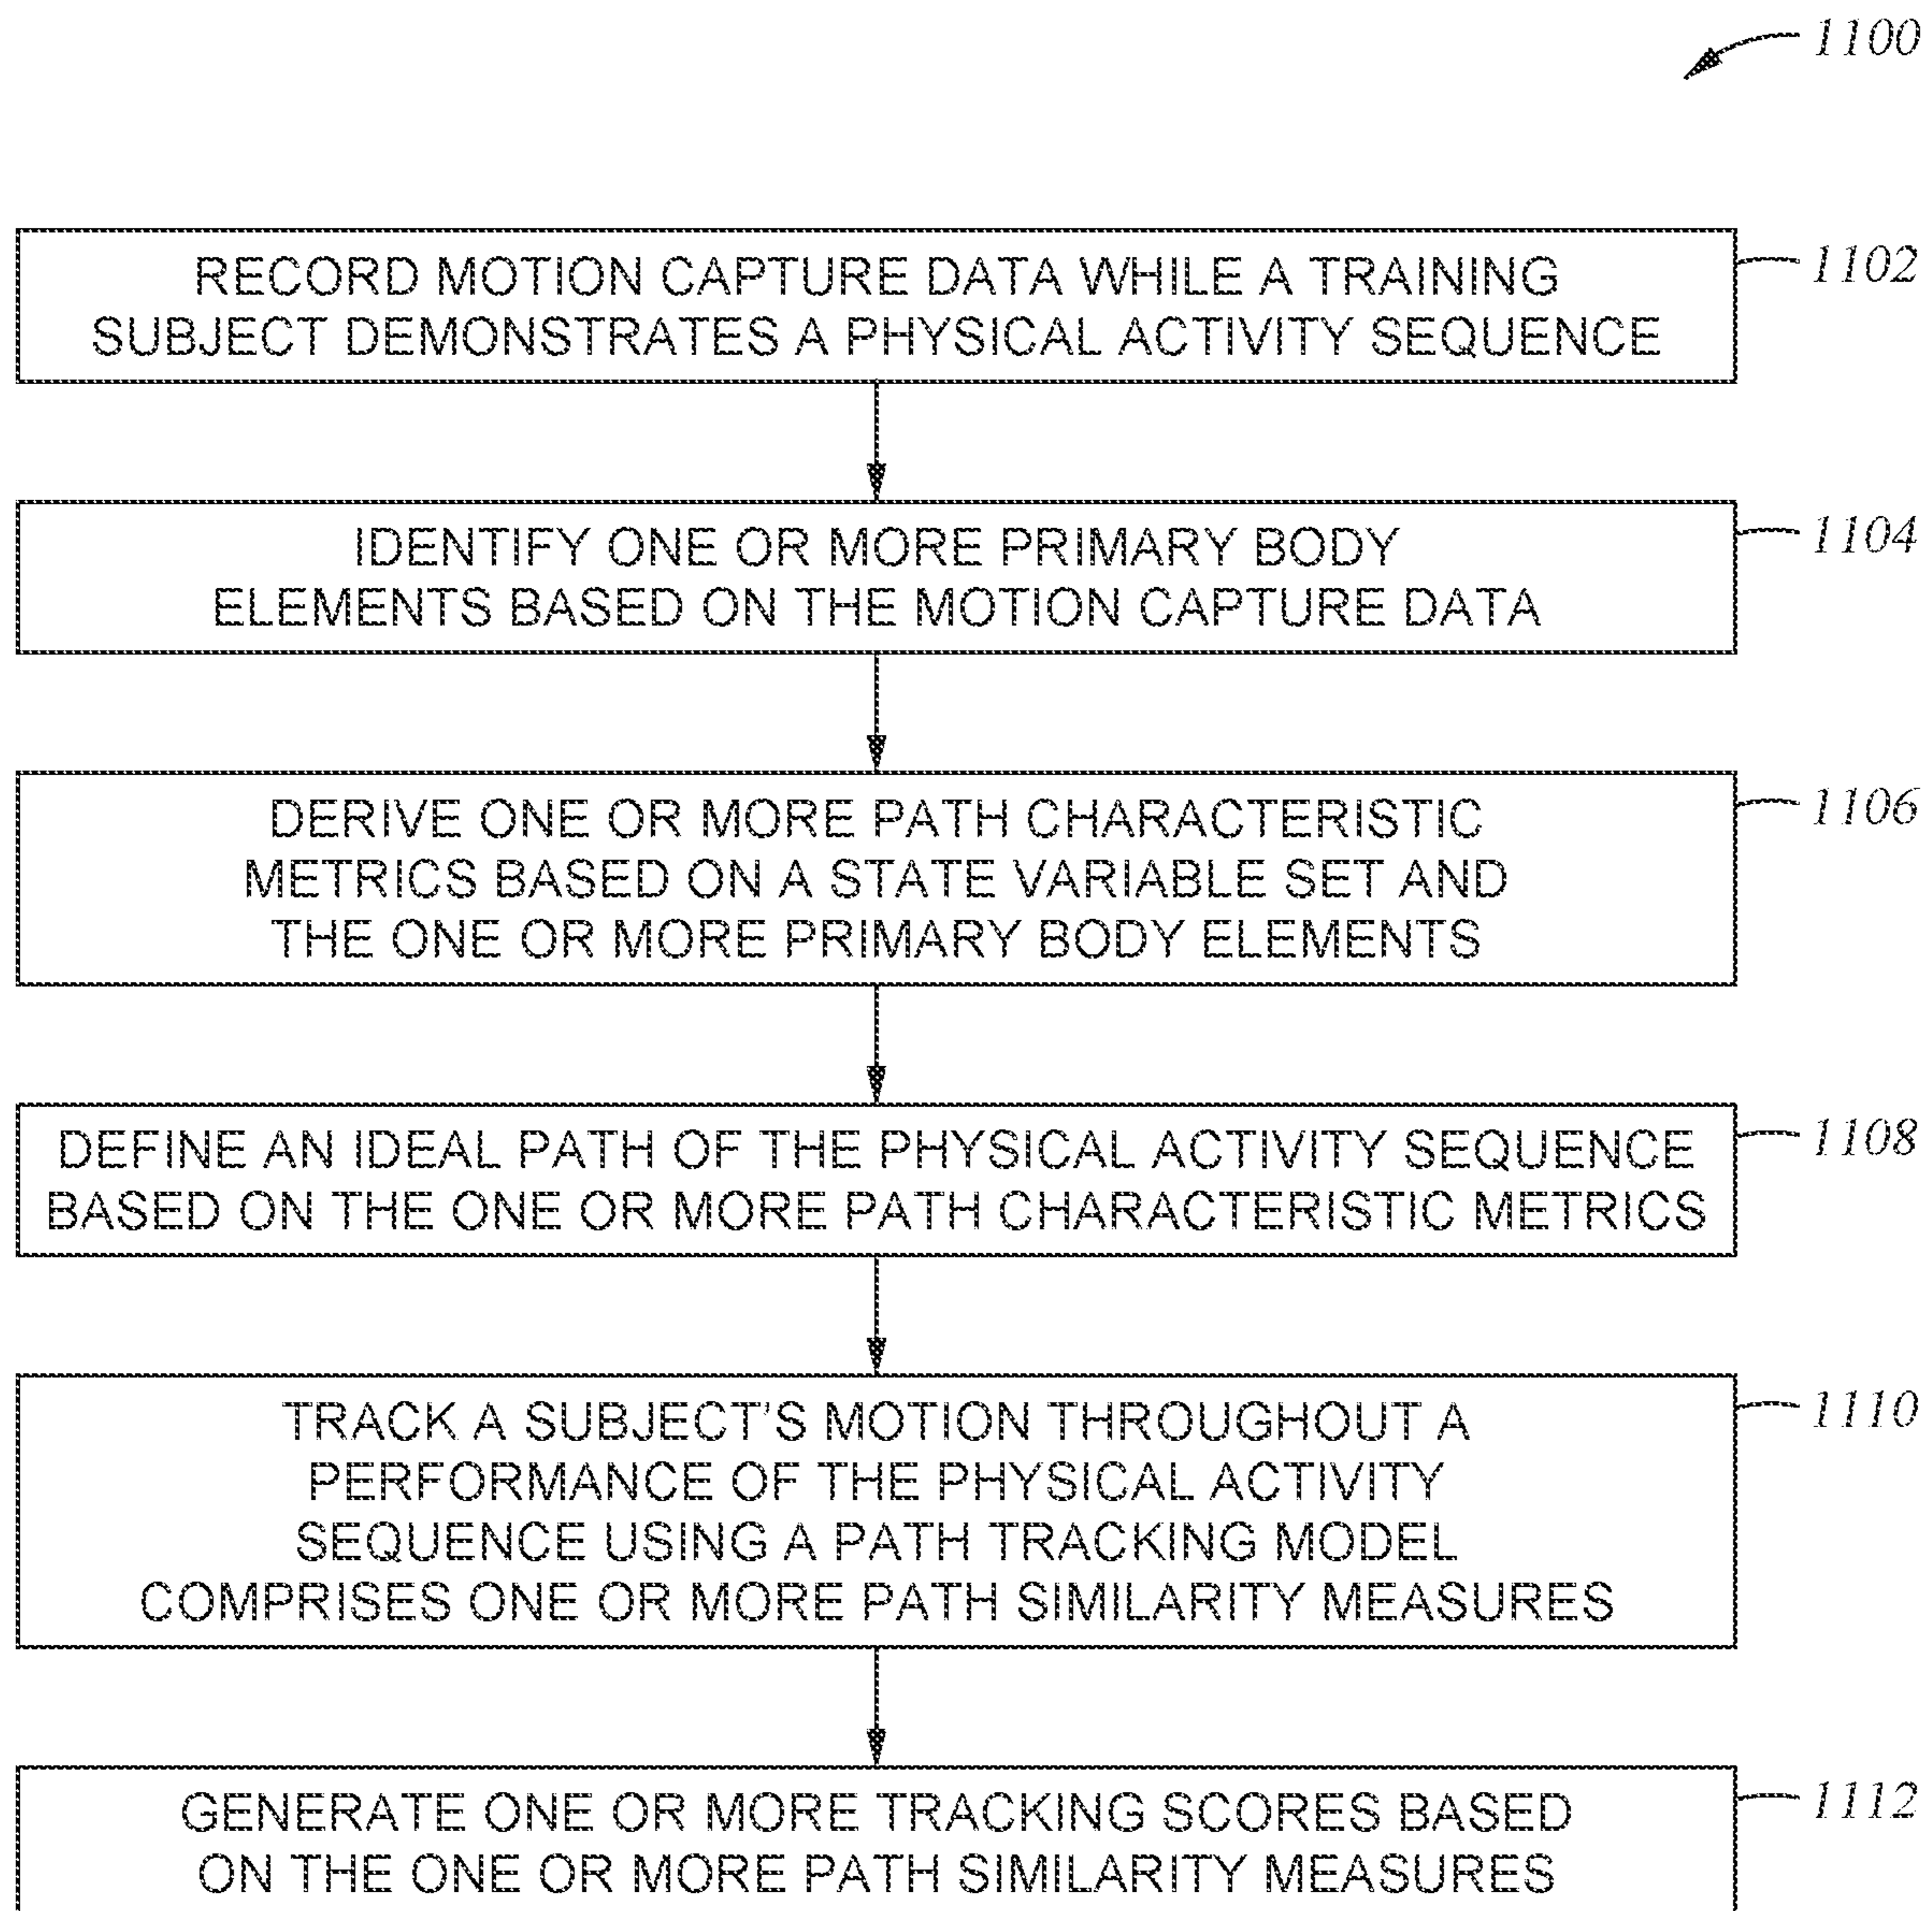 1100
RECORD MOTION CAPTURE DATA WHILE A TRAINING
SUBJECT DEMONSTRATES A PHYSICAL ACTIVITY SEQUENCE
1102
IDENTIFY ONE OR MORE PRIMARY BODY
ELEMENTS BASED ON THE MOTION CAPTURE DATA
1104
DERIVE ONE OR MORE PATH CHARACTERISTIC
METRICS BASED ON A STATE VARIABLE SET AND
THE ONE OR MORE PRIMARY BODY ELEMENTS
1106
DEFINE AN IDEAL PATH OF THE PHYSICAL ACTIVITY SEQUENCE
BASED ON THE ONE OR MORE PATH CHARACTERISTIC METRICS
1108
TRACK A SUBJECT'S MOTION THROUGHOUT A
PERFORMANCE OF THE PHYSICAL ACTIVITY
SEQUENCE USING A PATH TRACKING MODEL
COMPRISES ONE OR MORE PATH SIMILARITY MEASURES
1110
GENERATE ONE OR MORE TRACKING SCORES BASED
ON THE ONE OR MORE PATH SIMILARITY MEASURES
1112